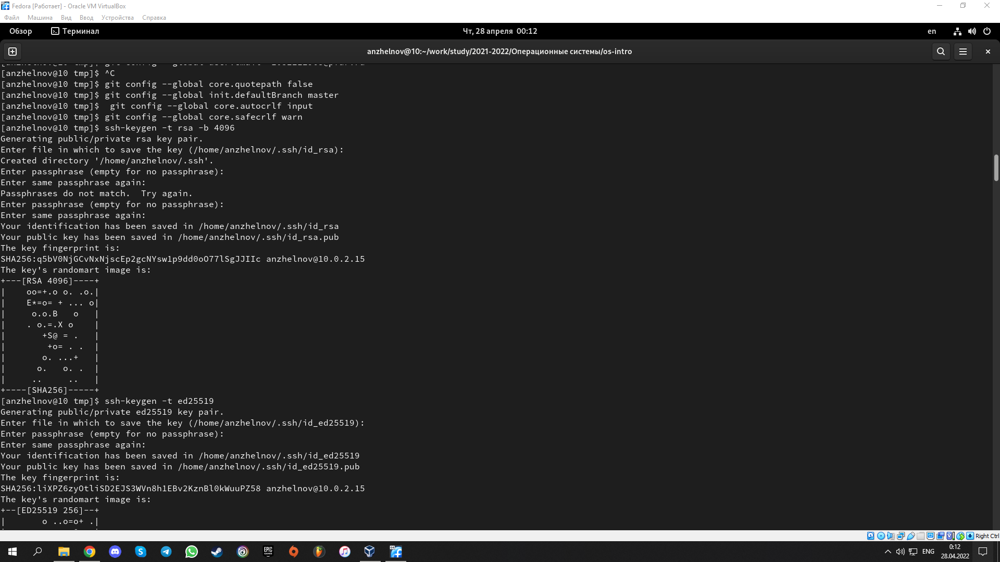 Fedora [Работает] - Oracle VM VirtualBox
Файл Машина Вид Ввод Устройства Справка
Обзор Терминал Чт, 28 апреля 00:12 en
anzhelnov@10:~/work/study/2021-2022/Операционные системы/os-intro
[anzhelnov@10 tmp]$ ^C
[anzhelnov@10 tmp]$ git config --global core.quotepath false
[anzhelnov@10 tmp]$ git config --global init.defaultBranch master
[anzhelnov@10 tmp]$  git config --global core.autocrlf input
[anzhelnov@10 tmp]$ git config --global core.safecrlf warn
[anzhelnov@10 tmp]$ ssh-keygen -t rsa -b 4096
Generating public/private rsa key pair.
Enter file in which to save the key (/home/anzhelnov/.ssh/id_rsa):
Created directory '/home/anzhelnov/.ssh'.
Enter passphrase (empty for no passphrase):
Enter same passphrase again:
Passphrases do not match.  Try again.
Enter passphrase (empty for no passphrase):
Enter same passphrase again:
Your identification has been saved in /home/anzhelnov/.ssh/id_rsa
Your public key has been saved in /home/anzhelnov/.ssh/id_rsa.pub
The key fingerprint is:
SHA256:q5bV0NjGCvNxNjscEp2gcNYsw1p9dd0oO77lSgJJIIc anzhelnov@10.0.2.15
The key's randomart image is:
+---[RSA 4096]----+
|    oo=+.o o. .o.|
|    E*=o= + ... o|
|     o.o.B   o   |
|    . o.=.X o    |
|       +S@ = .   |
|        +o= . .  |
|       o. ...+   |
|      o.   o. .  |
|     ..     ..   |
+----[SHA256]-----+
[anzhelnov@10 tmp]$ ssh-keygen -t ed25519
Generating public/private ed25519 key pair.
Enter file in which to save the key (/home/anzhelnov/.ssh/id_ed25519):
Enter passphrase (empty for no passphrase):
Enter same passphrase again:
Your identification has been saved in /home/anzhelnov/.ssh/id_ed25519
Your public key has been saved in /home/anzhelnov/.ssh/id_ed25519.pub
The key fingerprint is:
SHA256:liXPZ6zyOtliSD2EJS3WVn8h1EBv2KznBl0kWuuPZ58 anzhelnov@10.0.2.15
The key's randomart image is:
+--[ED25519 256]--+
|       o ..o=o+ .|
Right Ctrl
EPIC GAMES
ENG 0:12
28.04.2022